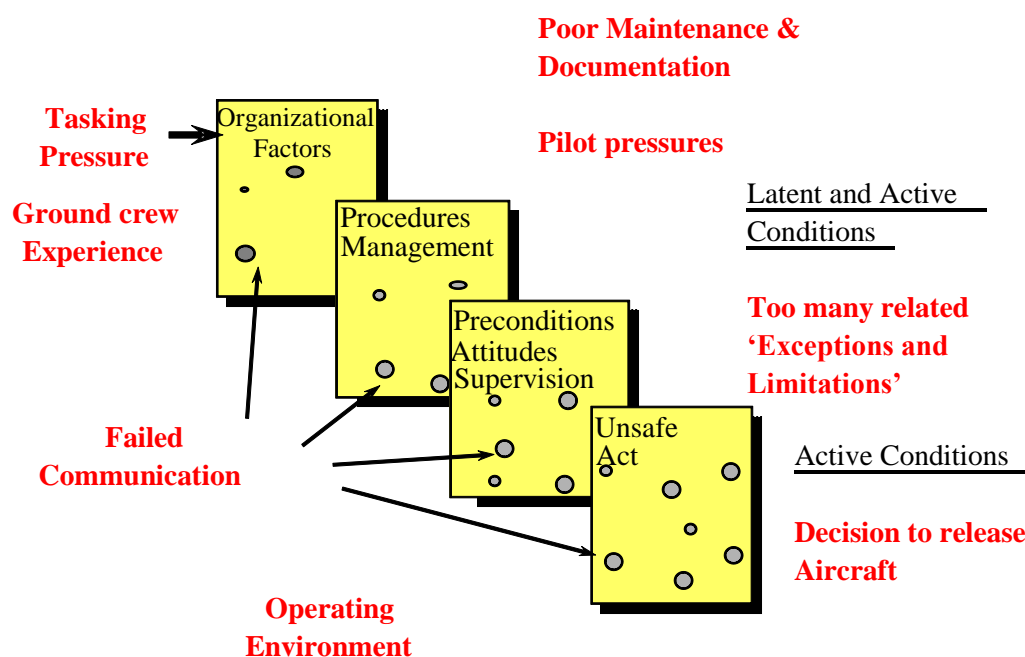 Poor Maintenance &
Documentation
Tasking
Pressure
Organizational
Factors
Pilot pressures
Ground crew
Experience
Procedures
Management
Latent and Active
Conditions
Preconditions
Attitudes
Supervision
Too many related
‘Exceptions and
Limitations’
Failed
Communication
Unsafe
Act
Active Conditions
Decision to release
Aircraft
Operating
Environment